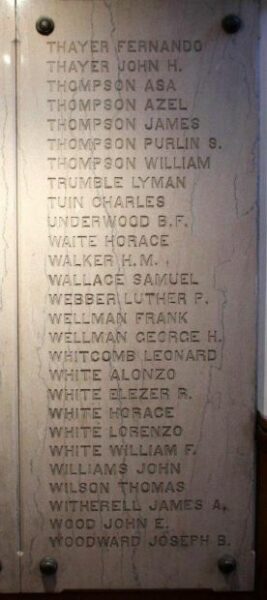 THAYER FERNANDO
THAYER JOHN H.
THOMPSON ASA
THOMPSON AZEL
THOMPSON JAMES
THOMPSON PURLIN S.
THOMPSON WILLIAM
TRUMBLE LYMAN
TUIN CHARLES
UNDERWOOD B.F.
WAITE HORACE
WALKER H.M.
WALLACE SAMUEL
WEBBER LUTHER P.
WELLMAN FRANK
WELLMAN GEORGE H.
WHITCOMB LEONARD
WHITE ALONZO
WHITE ELEZER R.
WHITE HORACE
WHITE LORENZO
WHITE WILLIAM F.
WILLIAMS JOHN
WILSON THOMAS
WITHERELL JAMES A.
WOOD JOHN E.
WOODWARD JOSEPH B.